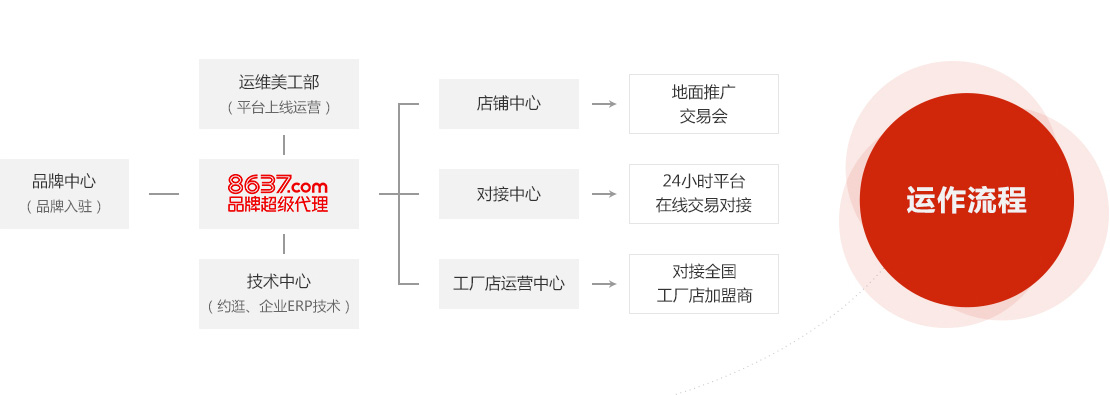 品牌中心
（ 品牌入驻 ）
运维美工部
（ 平台上线运营 ）
8637.com
品牌超级代理
技术中心
（ 约逛、企业ERP技术 ）
店铺中心
地面推广
交易会
对接中心
24小时平台
在线交易对接
工厂店运营中心
对接全国
工厂店加盟商
运作流程